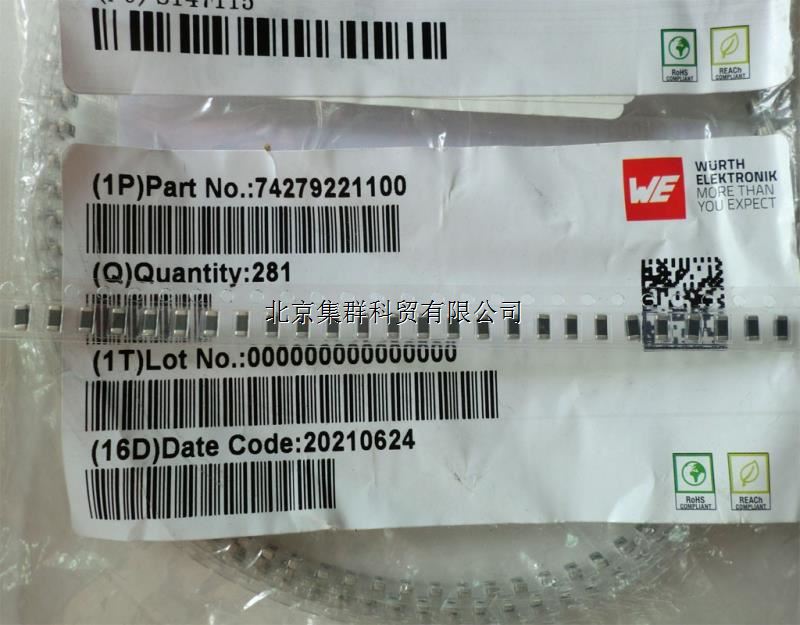 RoHS
COMPLIANT
REACh
COMPLIANT
(1P)Part No.:74279221100
WE
WÜRTH
ELEKTRONIK
MORE THAN
YOU EXPECT
(Q)Quantity:281
北京集群科贸有限公司
(1T)Lot No.:000000000000000
(16D)Date Code:20210624
RoHS
COMPLIANT
REACh
COMPLIANT